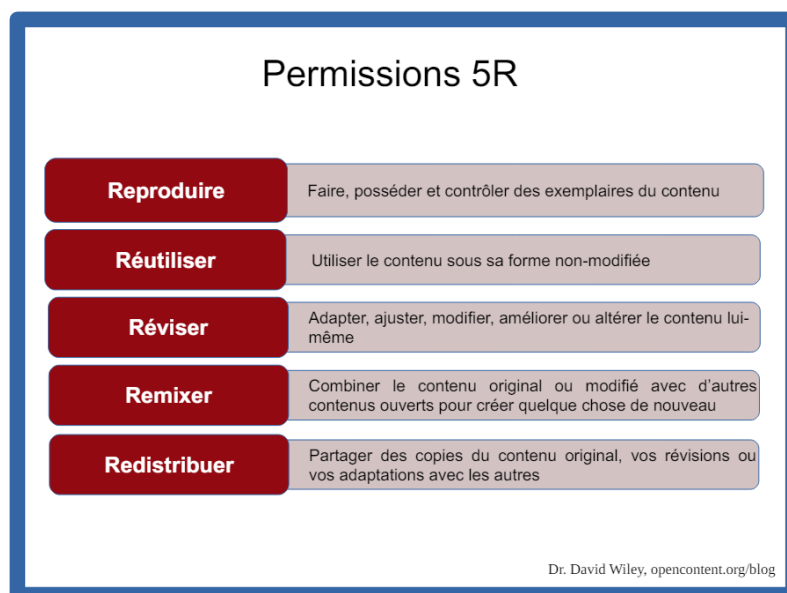 Permissions 5R
Reproduire
Faire, posséder et contrôler des exemplaires du contenu
Réutiliser
Utiliser le contenu sous sa forme non-modifiée
Réviser
Adapter, ajuster, modifier, améliorer ou altérer le contenu lui-
même
Remixer
Combiner le contenu original ou modifié avec d’autres
contenus ouverts pour créer quelque chose de nouveau
Redistribuer
Partager des copies du contenu original, vos révisions ou
vos adaptations avec les autres
Dr. David Wiley, opencontent.org/blog